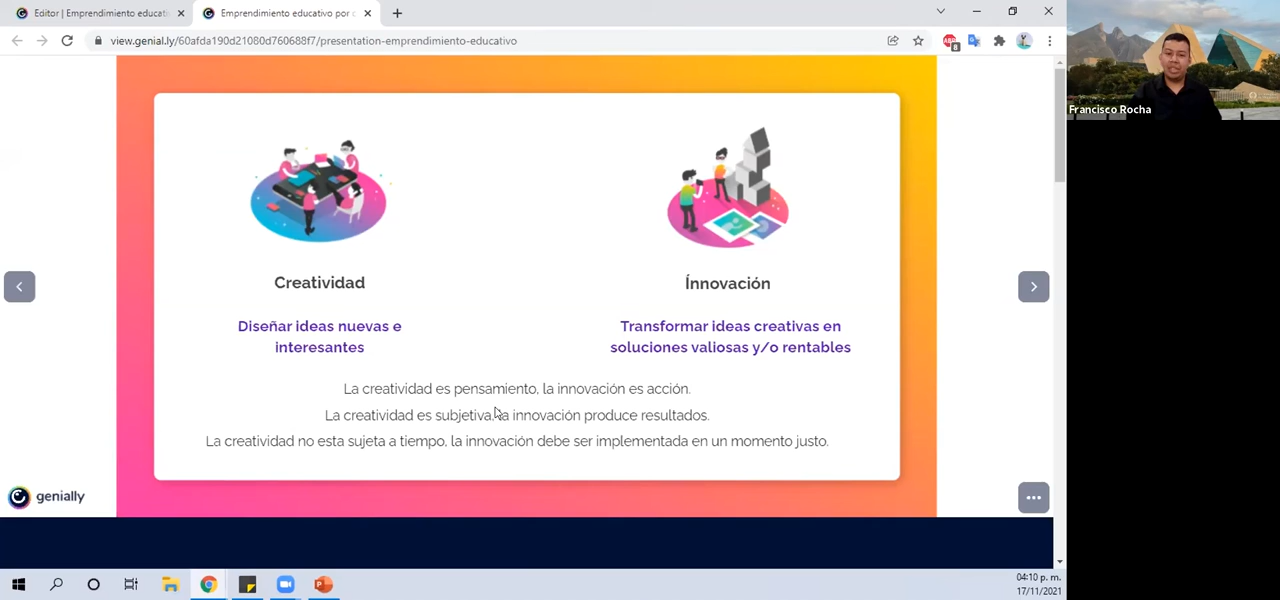 Editor | Emprendimiento educati
Emprendimiento educativo por c
view.genial.ly/60afda190d21080d760688f7/presentation-emprendimiento-educativo
8
Francisco Rocha
Creatividad
Ínnovación
Diseñar ideas nuevas e
interesantes
Transformar ideas creativas en
soluciones valiosas y/o rentables
La creatividad es pensamiento, la innovación es acción.
La creatividad es subjetiva, la innovación produce resultados.
La creatividad no esta sujeta a tiempo, la innovación debe ser implementada en un momento justo.
genially
04:10 p. m.
17/11/2021